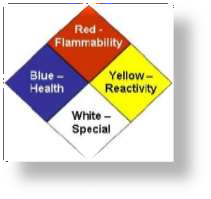 Red -
Flammability
Blue –
Health
Yellow –
Reactivity
White –
Special